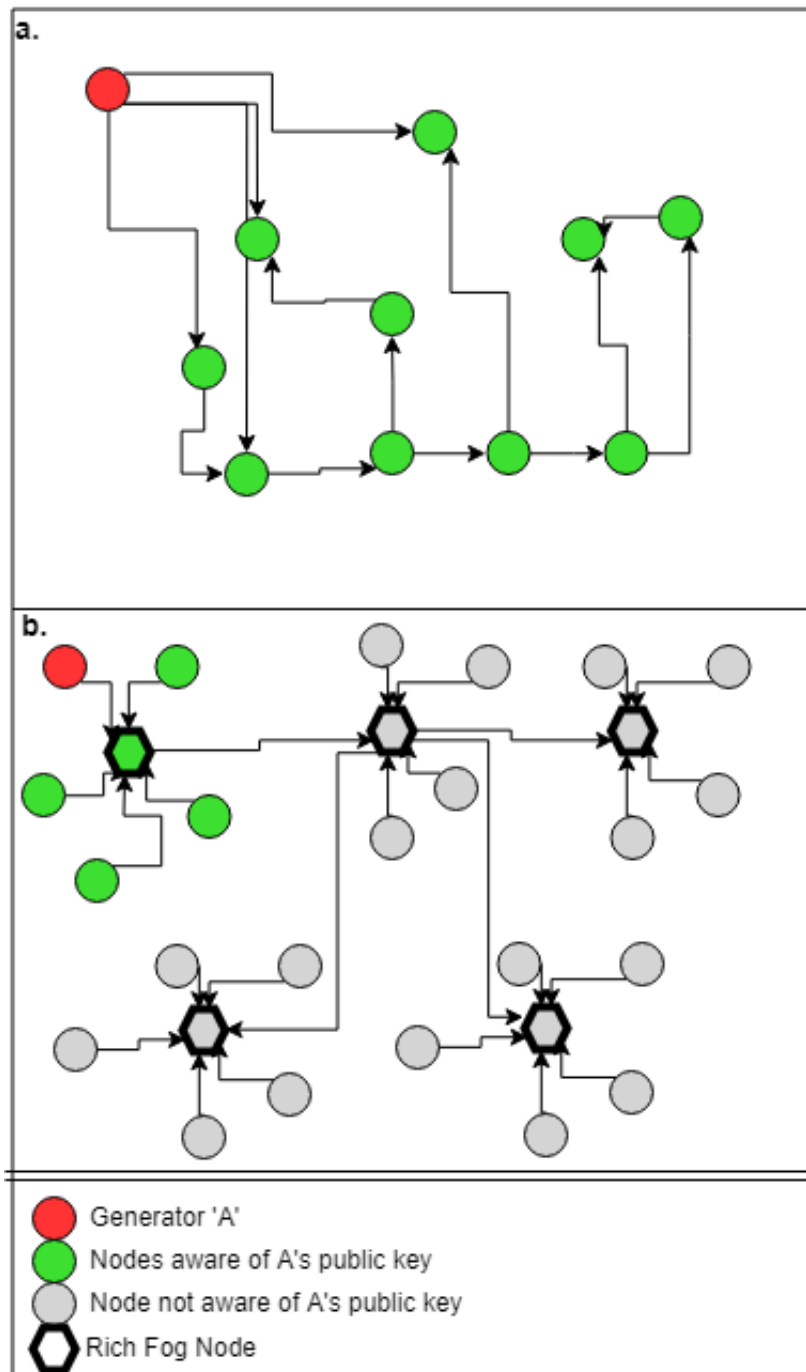 a.
b.
Generator 'A'
Nodes aware of A's public key
Node not aware of A's public key
Rich Fog Node